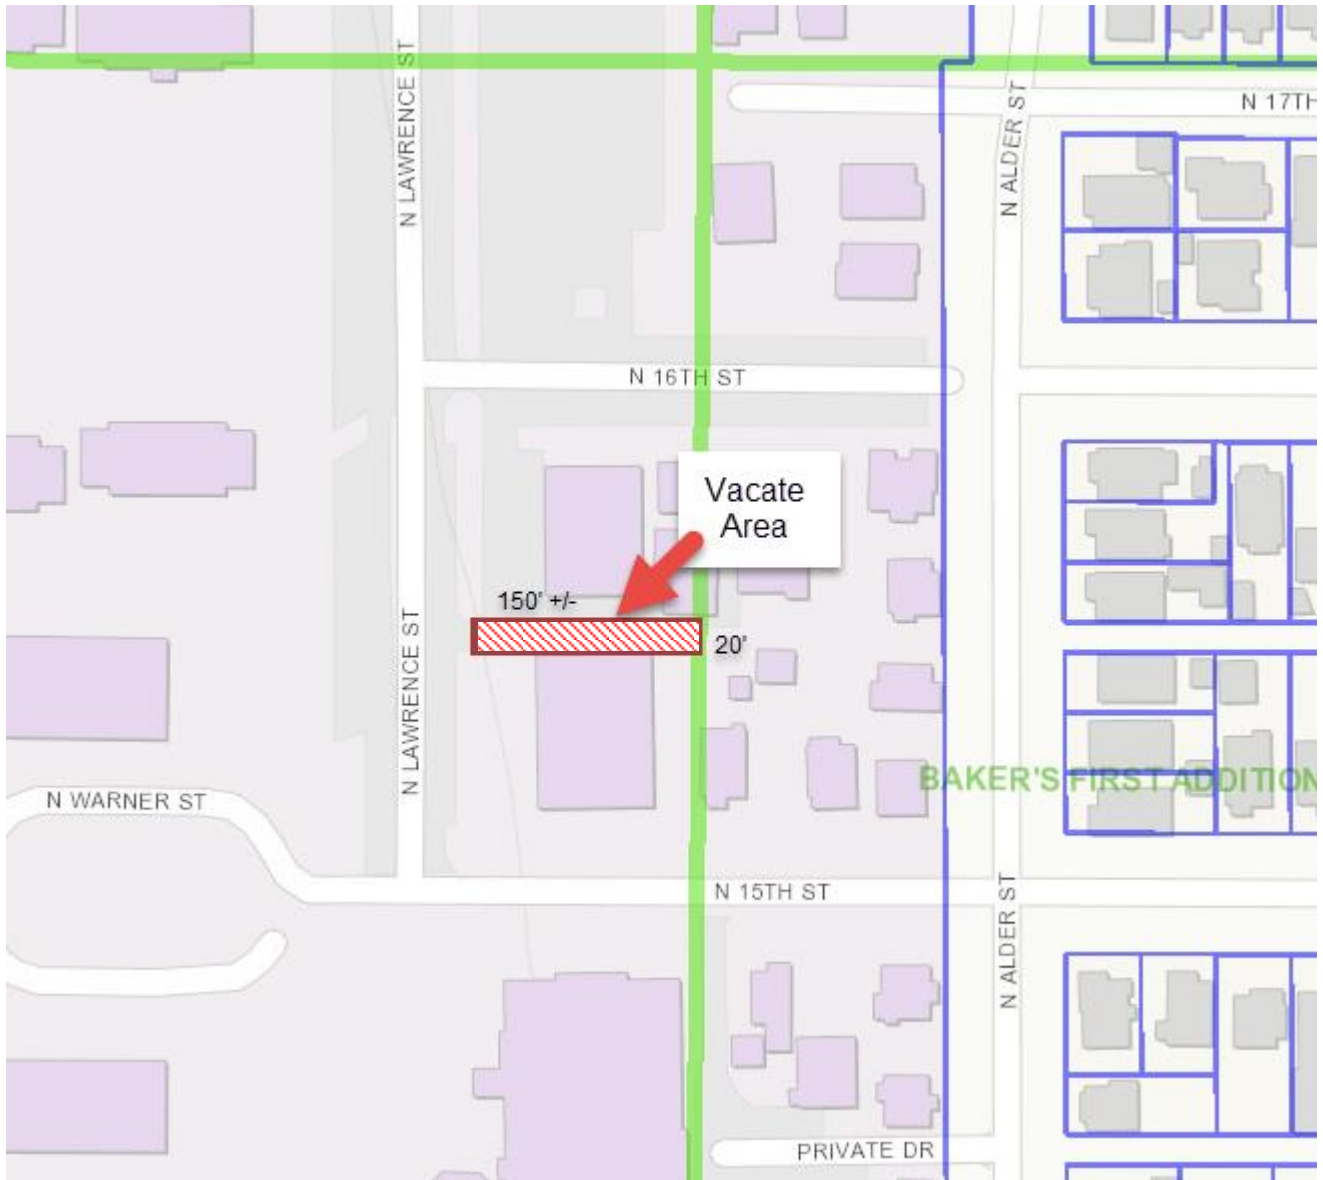 N LAWRENCE ST
N ALDER ST
N 17TH
N 16TH ST
Vacate
Area
150' +/-
20'
N LAWRENCE ST
BAKER'S FIRST ADDITION
N WARNER ST
N 15TH ST
N ALDER ST
PRIVATE DR